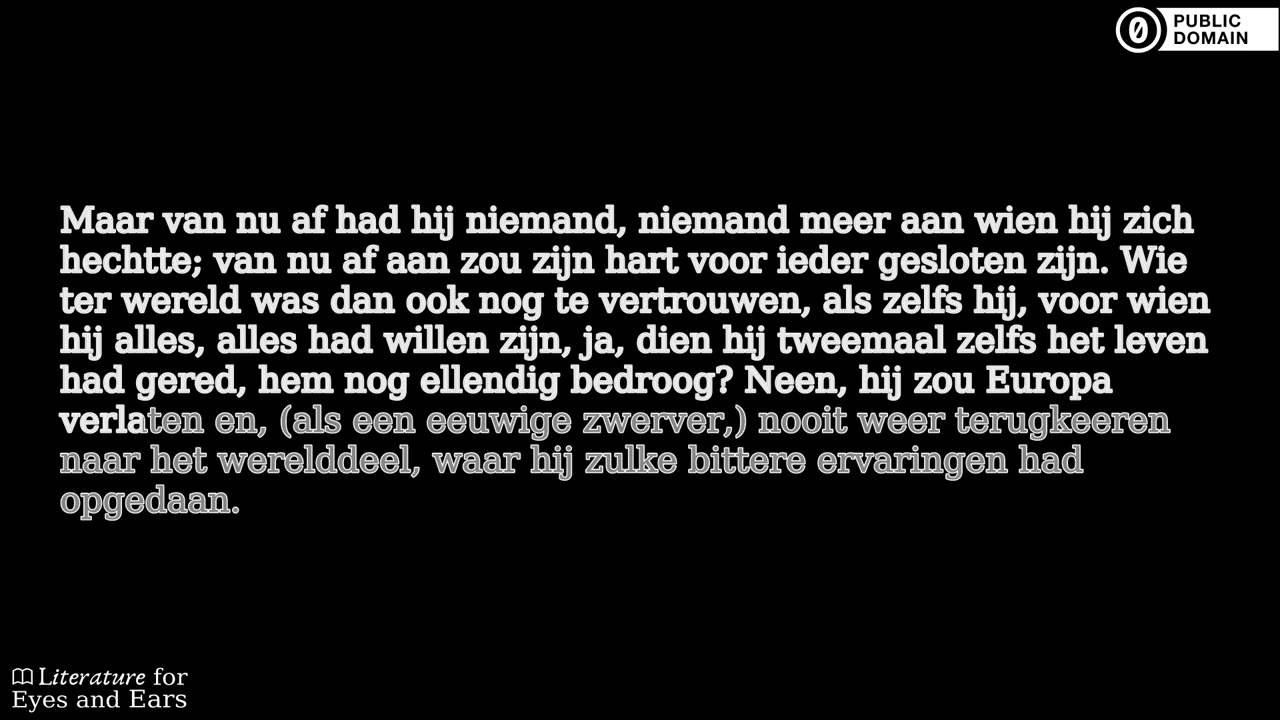 PUBLIC
DOMAIN
Maar van nu af had hij niemand, niemand meer aan wien hij zich
hechtte; van nu af aan zou zijn hart voor ieder gesloten zijn. Wie
ter wereld was dan ook nog te vertrouwen, als zelfs hij, voor wien
hij alles, alles had willen zijn, ja, dien hij tweemaal zelfs het leven
had gered, hem nog ellendig bedroog? Neen, hij zou Europa
verlaten en, (als een eeuwige zwerver,) nooit weer terugkeeren
naar het werelddeel, waar hij zulke bittere ervaringen had
opgedaan.
Literature for
Eyes and Ears